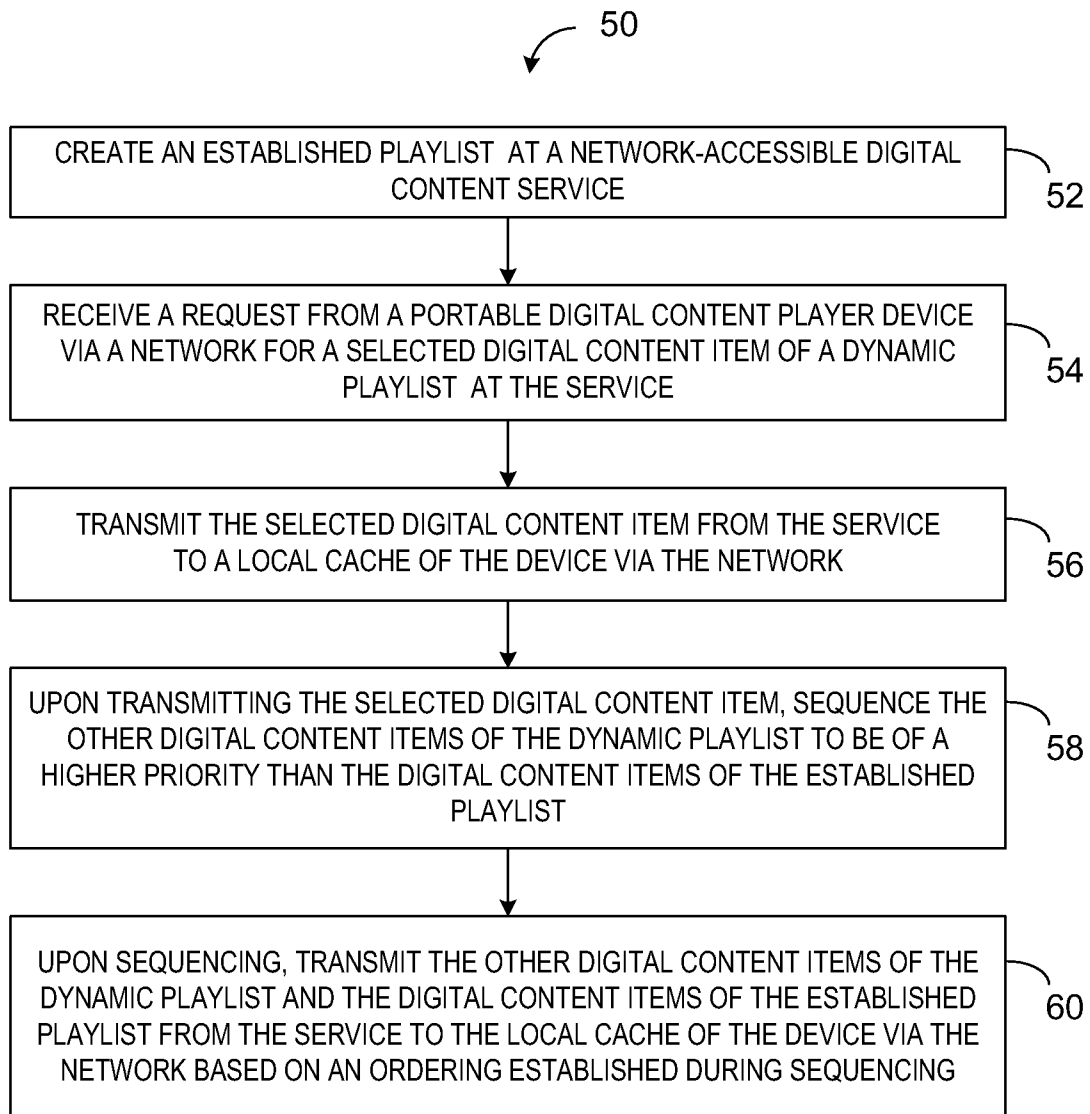 50
CREATE AN ESTABLISHED PLAYLIST AT A NETWORK-ACCESSIBLE DIGITAL
CONTENT SERVICE
52
RECEIVE A REQUEST FROM A PORTABLE DIGITAL CONTENT PLAYER DEVICE
VIA A NETWORK FOR A SELECTED DIGITAL CONTENT ITEM OF A DYNAMIC
PLAYLIST AT THE SERVICE
54
TRANSMIT THE SELECTED DIGITAL CONTENT ITEM FROM THE SERVICE
TO A LOCAL CACHE OF THE DEVICE VIA THE NETWORK
56
UPON TRANSMITTING THE SELECTED DIGITAL CONTENT ITEM, SEQUENCE THE
OTHER DIGITAL CONTENT ITEMS OF THE DYNAMIC PLAYLIST TO BE OF A
HIGHER PRIORITY THAN THE DIGITAL CONTENT ITEMS OF THE ESTABLISHED
PLAYLIST
58
UPON SEQUENCING, TRANSMIT THE OTHER DIGITAL CONTENT ITEMS OF THE
DYNAMIC PLAYLIST AND THE DIGITAL CONTENT ITEMS OF THE ESTABLISHED
PLAYLIST FROM THE SERVICE TO THE LOCAL CACHE OF THE DEVICE VIA THE
NETWORK BASED ON AN ORDERING ESTABLISHED DURING SEQUENCING
60